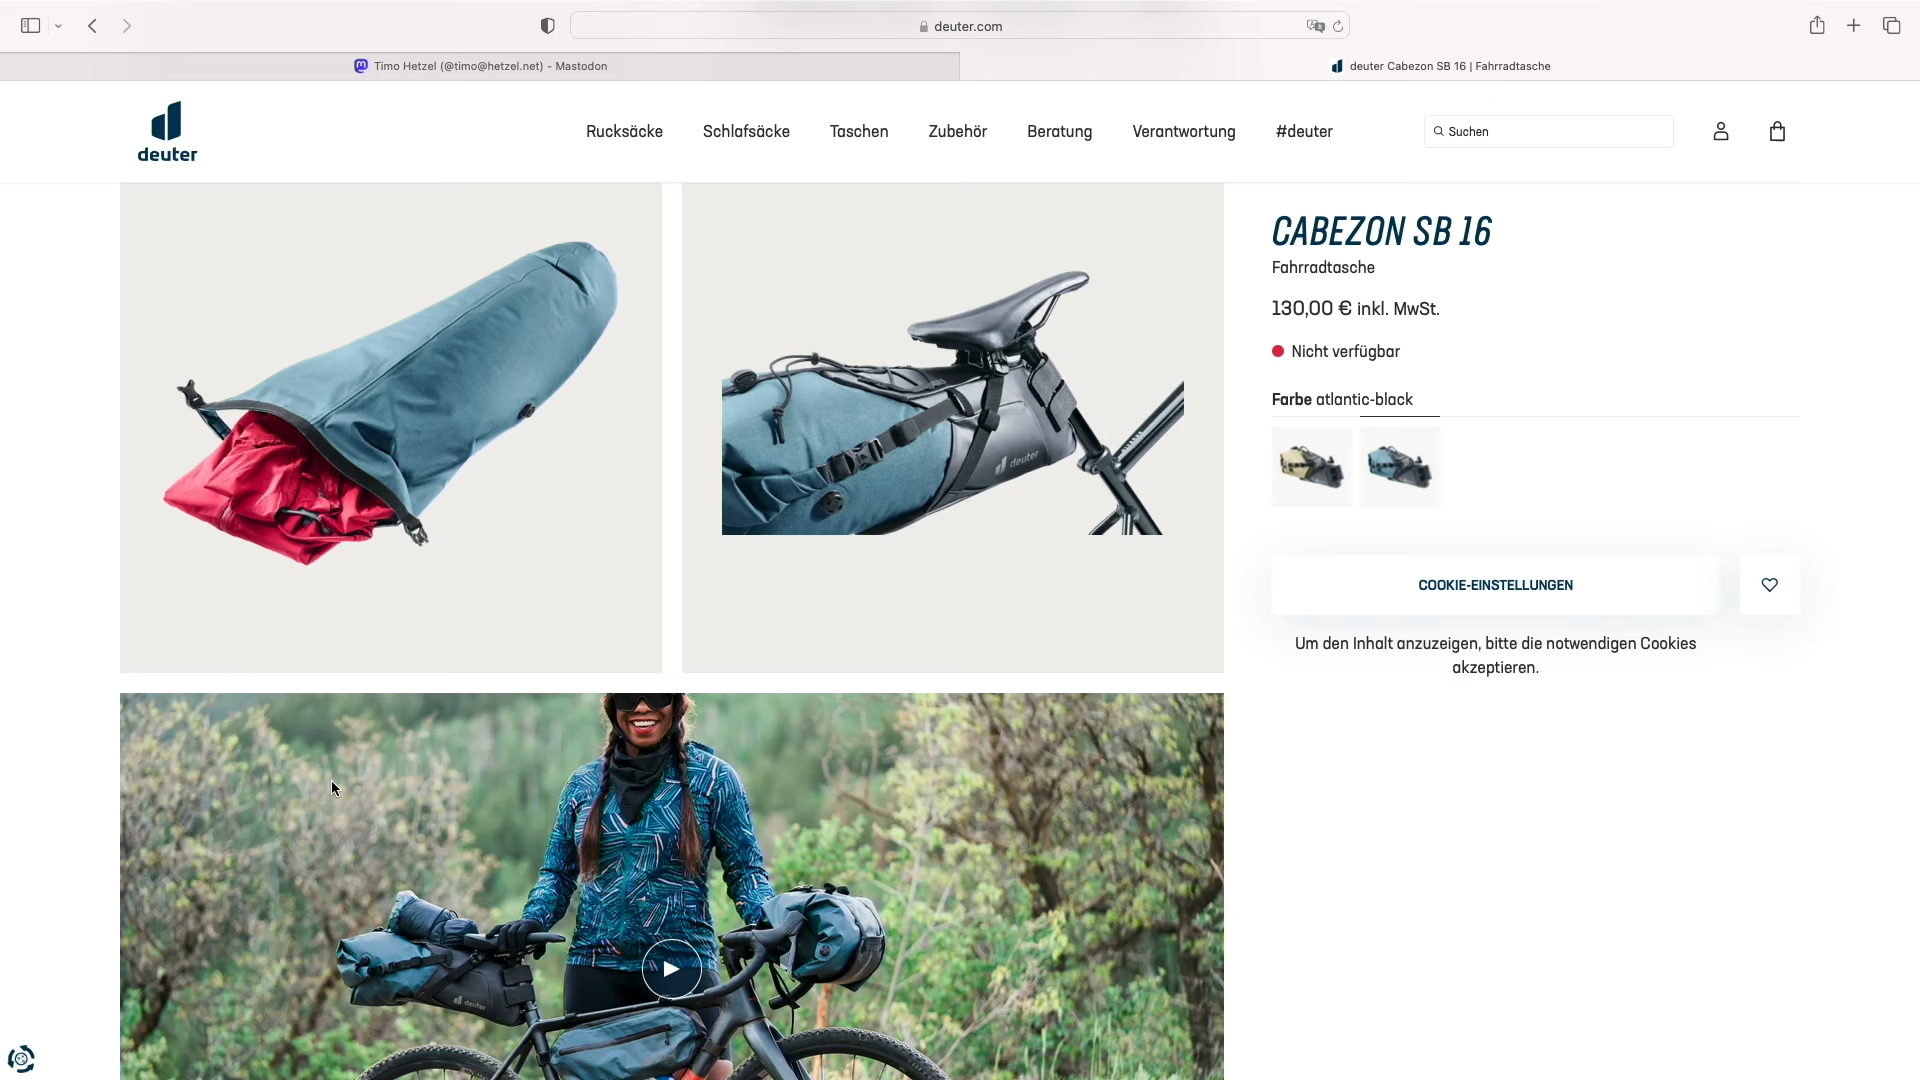 deuter.com
Timo Hetzel (@timo@hetzel.net) - Mastodon
deuter Cabezon SB 16 | Fahrradtasche
deuter
Rucksäcke
Schlafsäcke
Taschen
Zubehör
Beratung
Verantwortung
#deuter
Suchen
CABEZON SB 16
Fahrradtasche
130,00 € inkl. MwSt.
Nicht verfügbar
Farbe atlantic-black
deuter
COOKIE-EINSTELLUNGEN
Um den Inhalt anzuzeigen, bitte die notwendigen Cookies
akzeptieren.
deuter